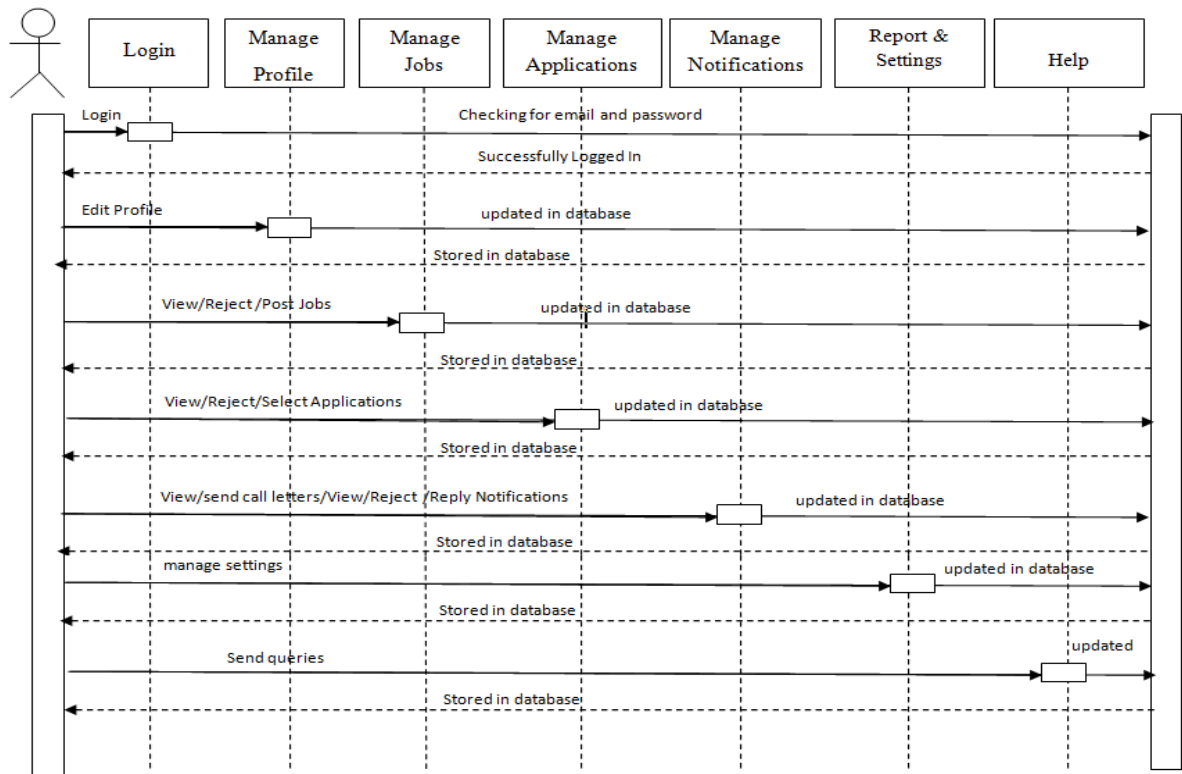 Login
Manage
Profile
Manage
Jobs
Manage
Applications
Manage
Notifications
Report &
Settings
Help
Login
Checking for email and password
Successfully Logged In
Edit Profile
updated in database
Stored in database
View/Reject /Post Jobs
updated in database
Stored in database
View/Reject/Select Applications
updated in database
Stored in database
View/send call letters/View/Reject /Reply Notifications
updated in database
Stored in database
manage settings
updated in database
Stored in database
Send queries
updated
Stored in database